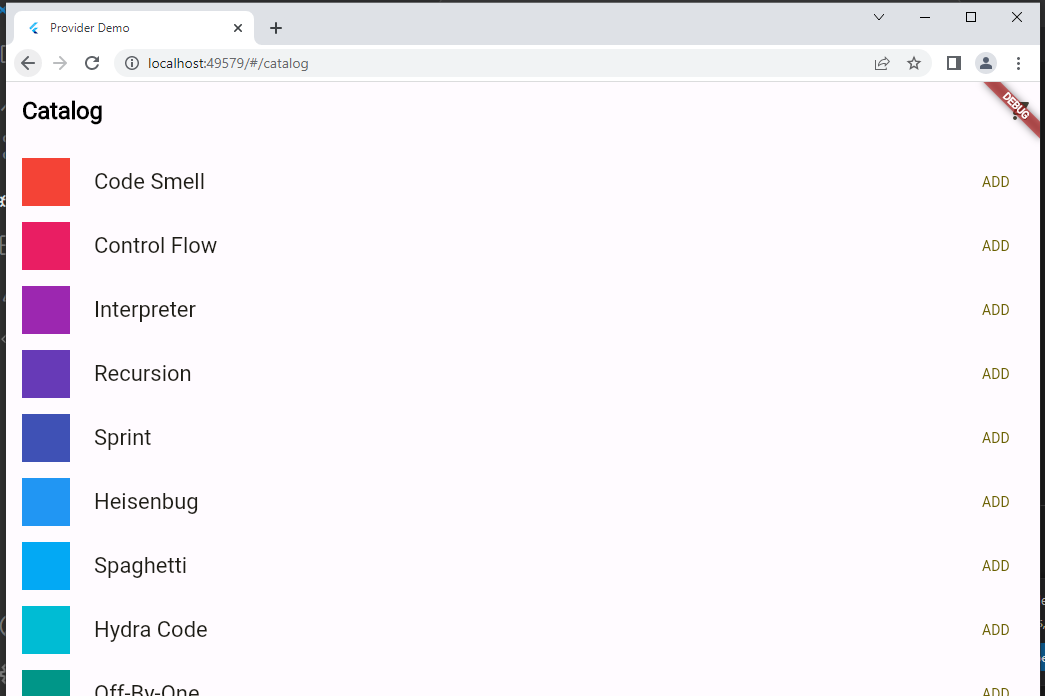 Provider Demo
localhost:49579/#/catalog
Catalog
DEBUG
Code Smell
ADD
Control Flow
ADD
Interpreter
ADD
Recursion
ADD
Sprint
ADD
Heisenbug
ADD
Spaghetti
ADD
Hydra Code
ADD
Off-By-One
ADD